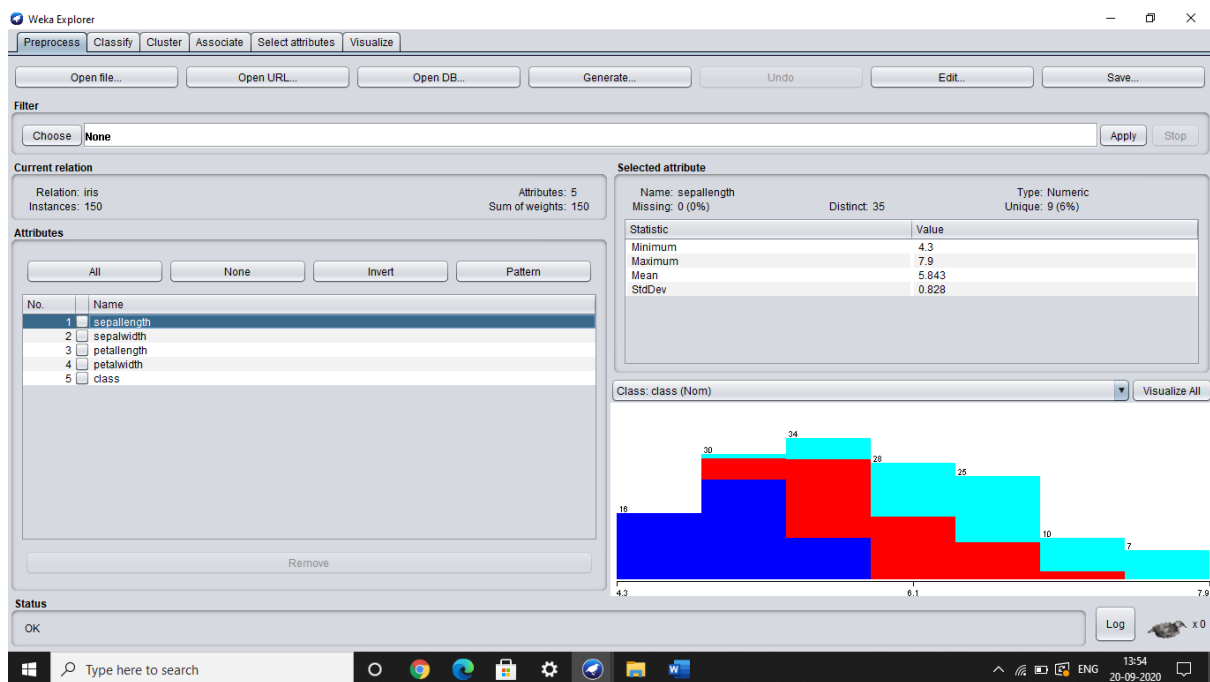 Weka Explorer
Preprocess Classify Cluster Associate Select attributes Visualize
Open file... Open URL... Open DB... Generate... Undo Edit... Save...
Filter
Choose None Apply Stop
Current relation
Relation: iris Attributes: 5
Instances: 150 Sum of weights: 150
Attributes
All None Invert Pattern
No. Name
1 sepallength
2 sepalwidth
3 petallength
4 petalwidth
5 class
Remove
Selected attribute
Name: sepallength Type: Numeric
Missing: 0 (0%) Distinct: 35 Unique: 9 (6%)
Statistic Value
Minimum 4.3
Maximum 7.9
Mean 5.843
StdDev 0.828
Class: class (Nom) Visualize All
16 30 34 28 25 10 7
4.3 6.1 7.9
Status
OK Log x 0
Type here to search ENG 13:54
20-09-2020